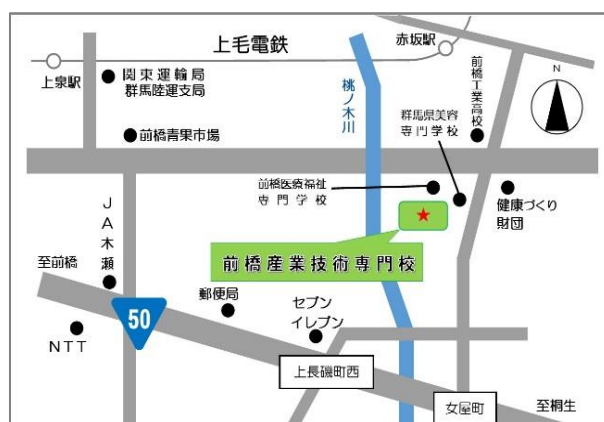 上毛電鉄
赤坂駅
上泉駅
関東運輸局
群馬陸運支局
桃ノ木川
前橋工業高校
N
群馬県美容
専門学校
前橋青果市場
前橋医療福祉
専門学校
健康づくり
財団
JA木瀬
前橋産業技術専門校
至前橋
50
郵便局
セブン
イレブン
NTT
上長磯町西
女屋町
至桐生